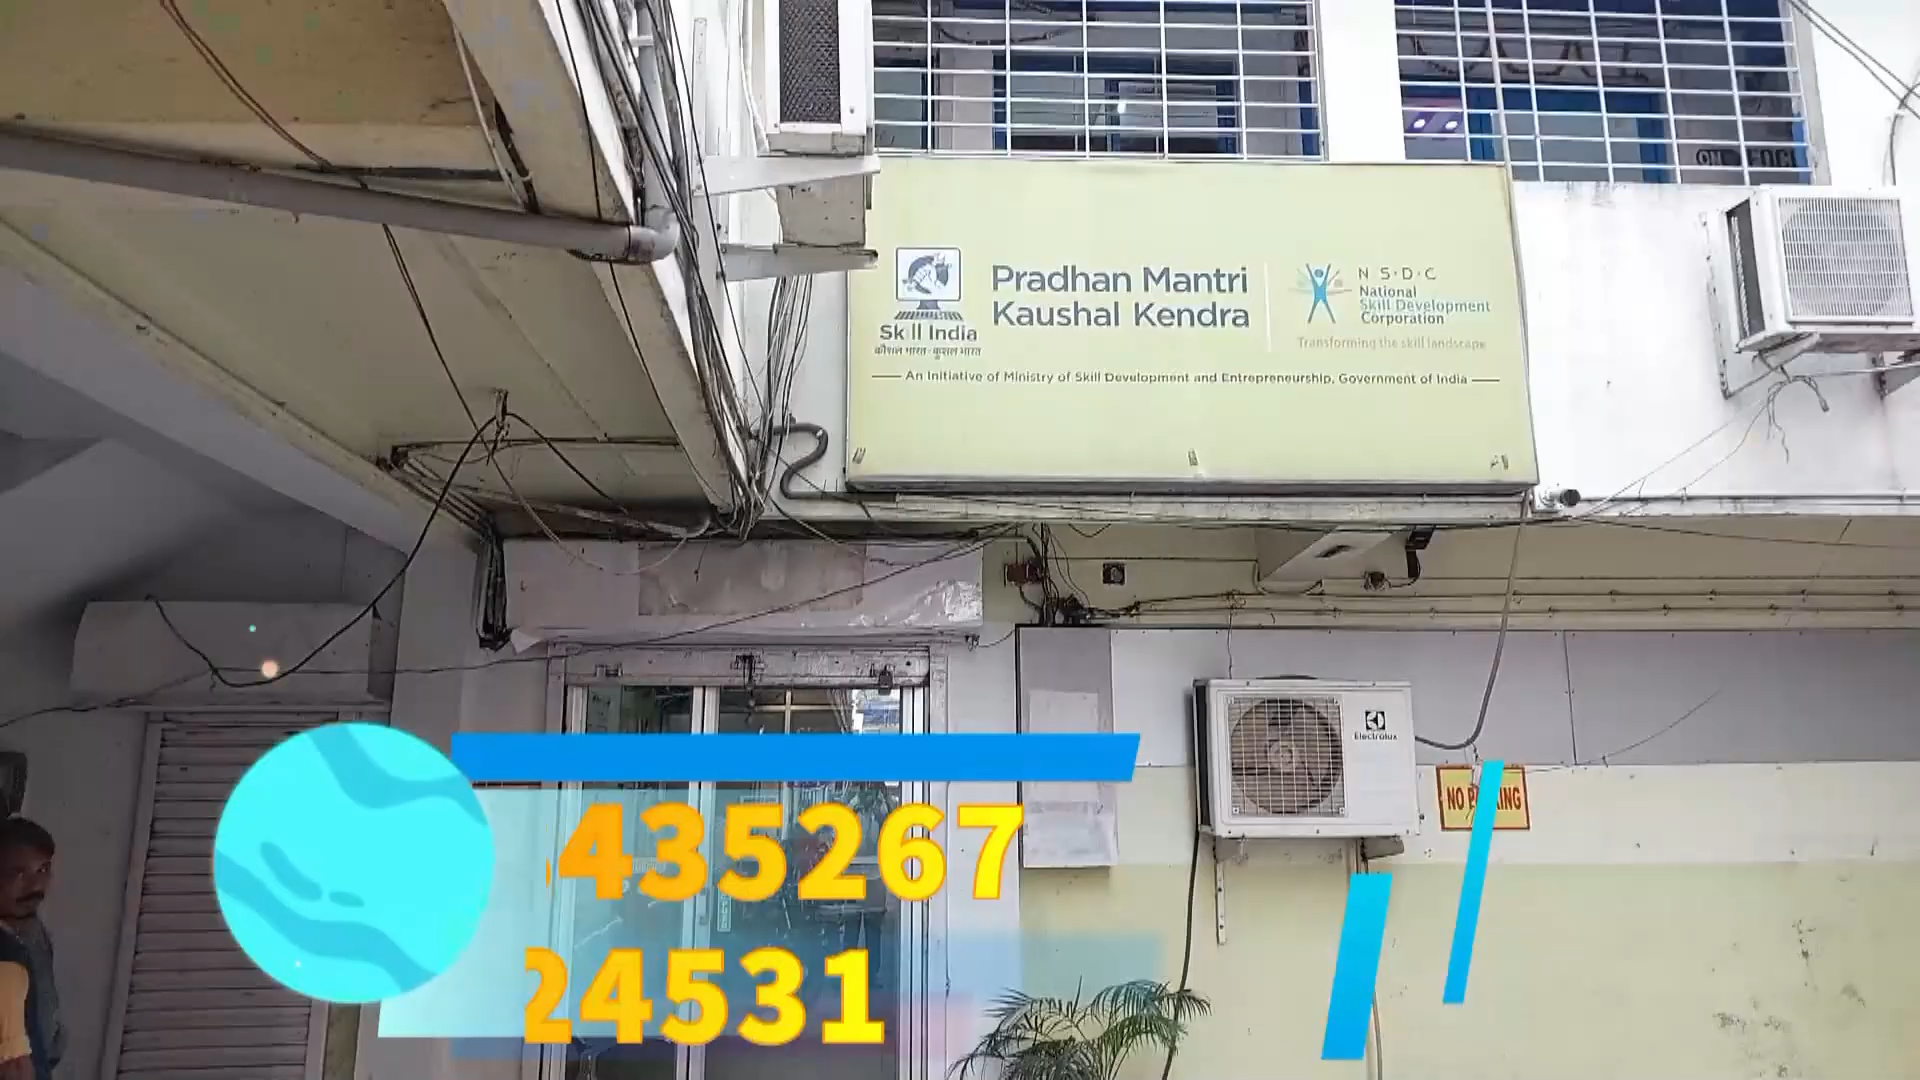 Skill India
कौशल भारत - कुशल भारत
Pradhan Mantri
Kaushal Kendra
N·S·D·C
National
Skill Development
Corporation
Transforming the skill landscape
An Initiative of Ministry of Skill Development and Entrepreneurship, Government of India
Electrolux
NO
435267
24531